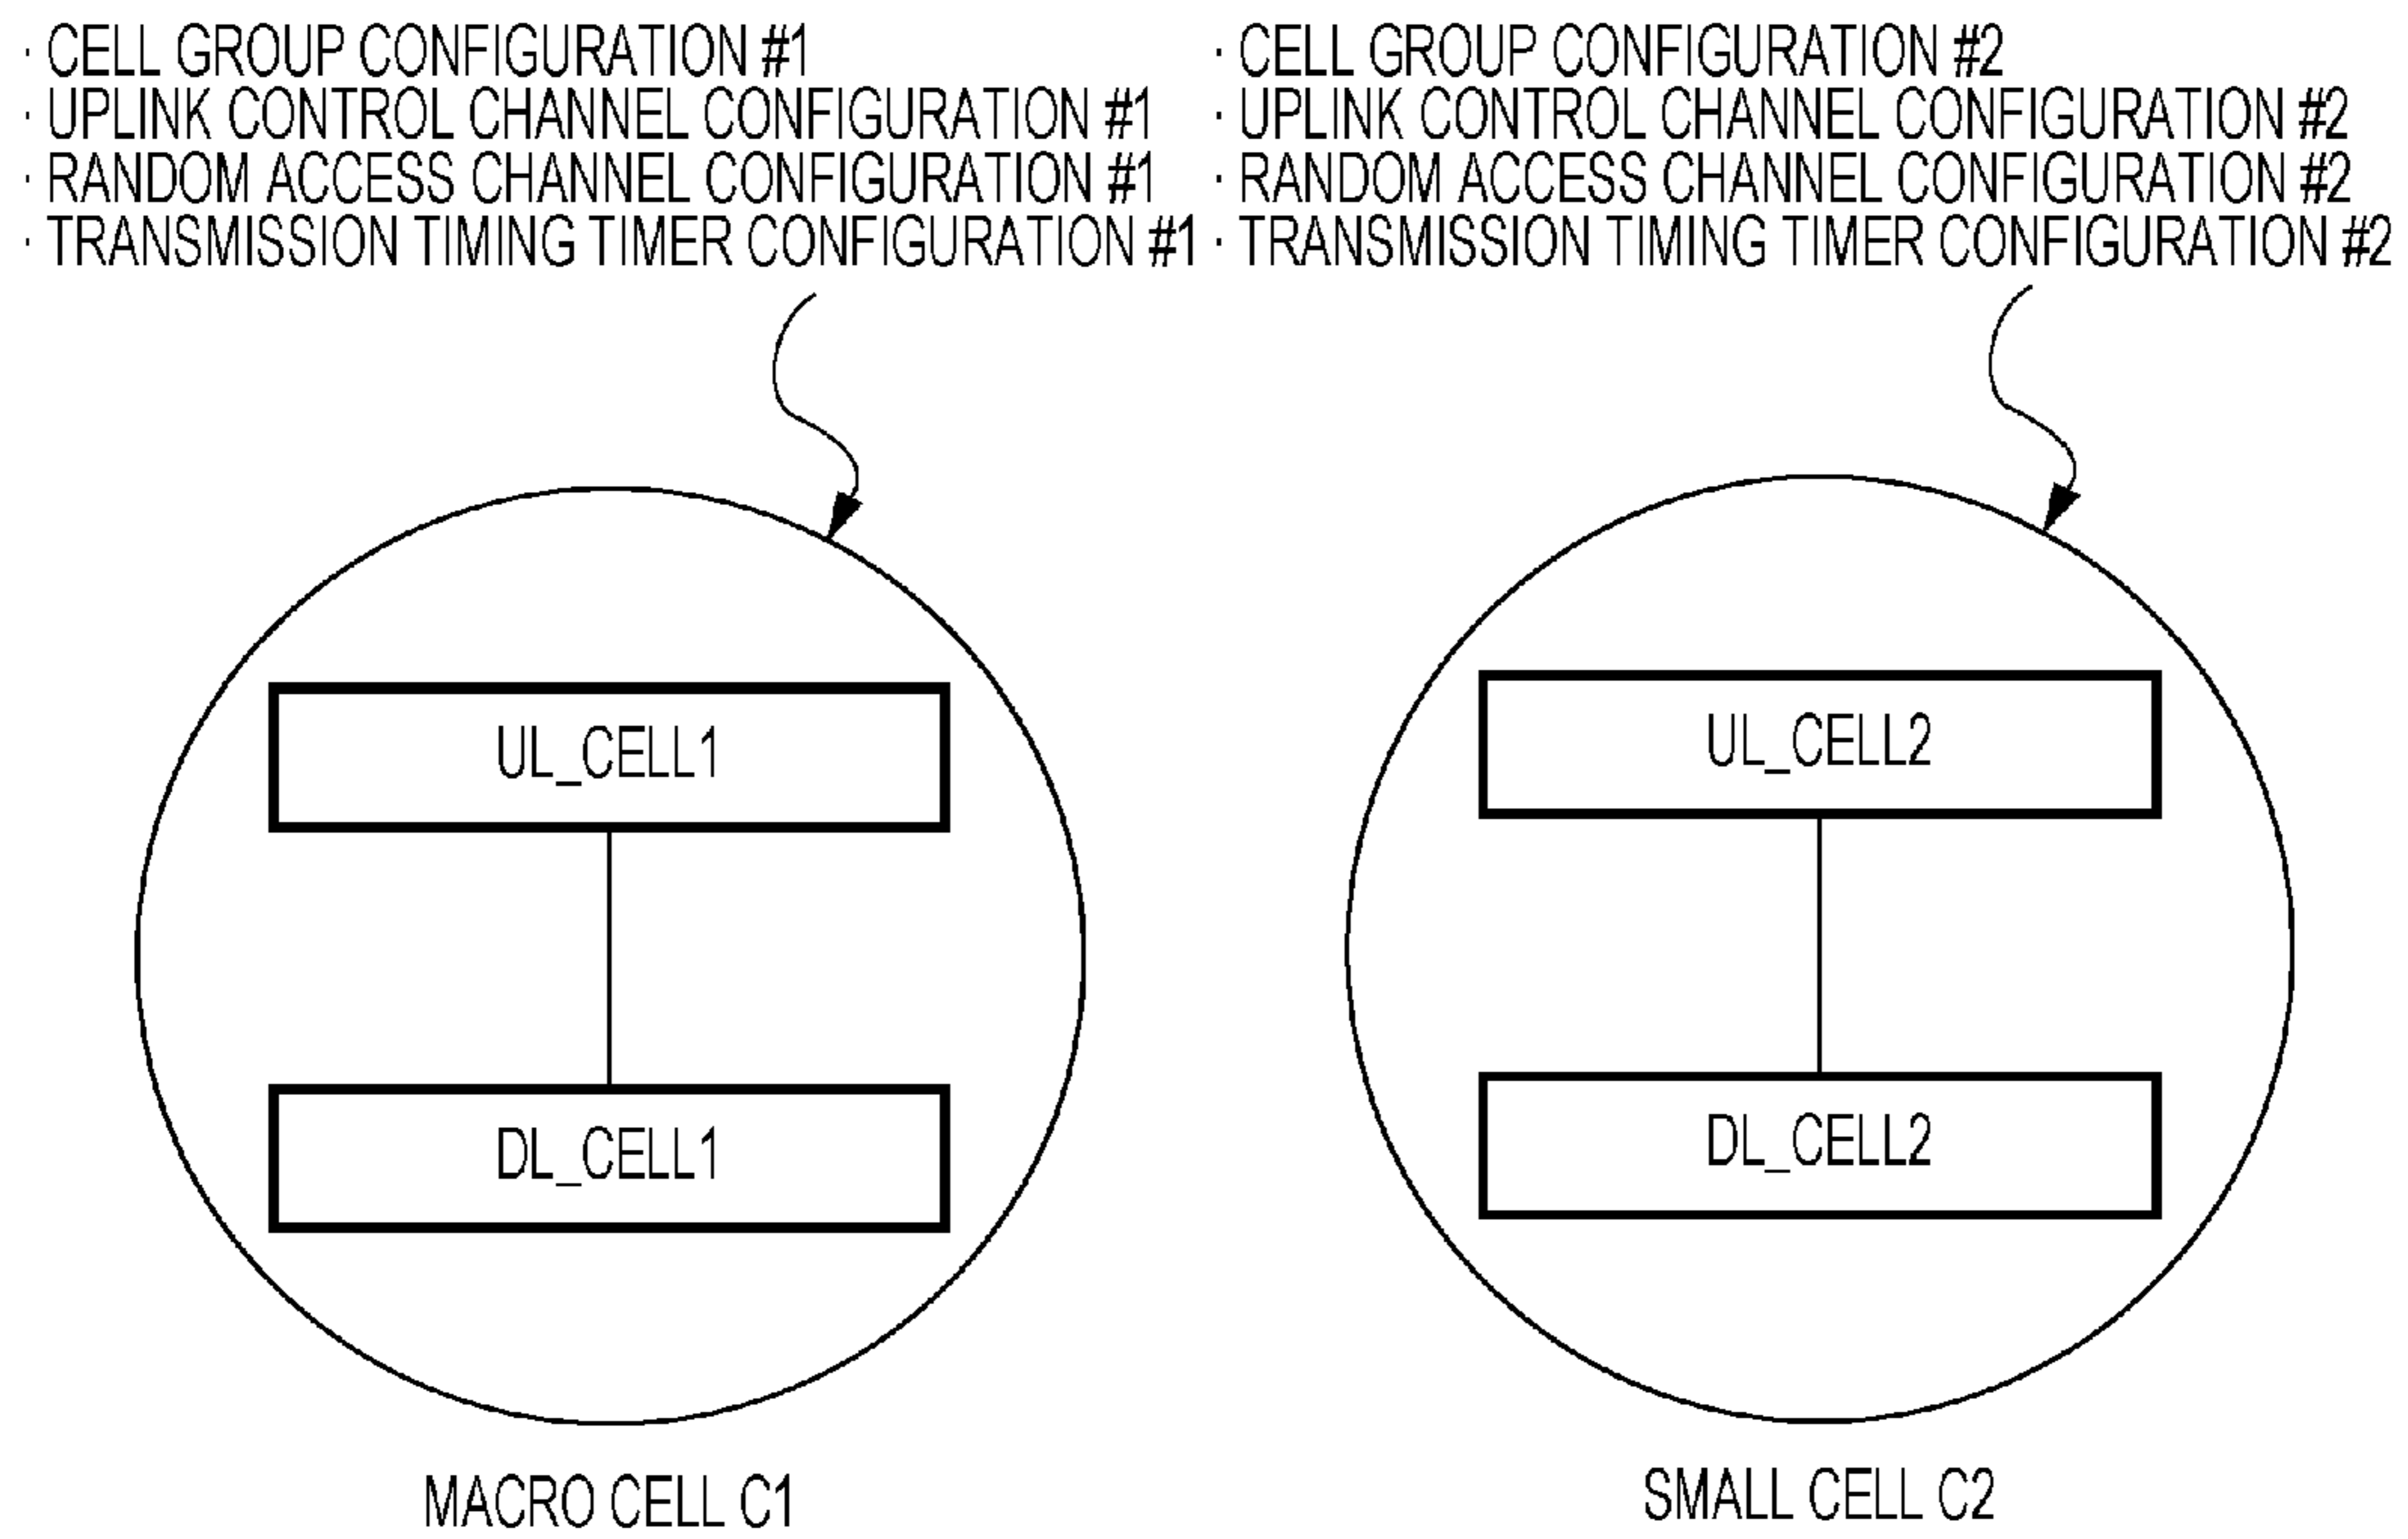 · CELL GROUP CONFIGURATION #1
· UPLINK CONTROL CHANNEL CONFIGURATION #1
· RANDOM ACCESS CHANNEL CONFIGURATION #1
· TRANSMISSION TIMING TIMER CONFIGURATION #1
· CELL GROUP CONFIGURATION #2
· UPLINK CONTROL CHANNEL CONFIGURATION #2
· RANDOM ACCESS CHANNEL CONFIGURATION #2
· TRANSMISSION TIMING TIMER CONFIGURATION #2
UL_CELL1
DL_CELL1
MACRO CELL C1
UL_CELL2
DL_CELL2
SMALL CELL C2